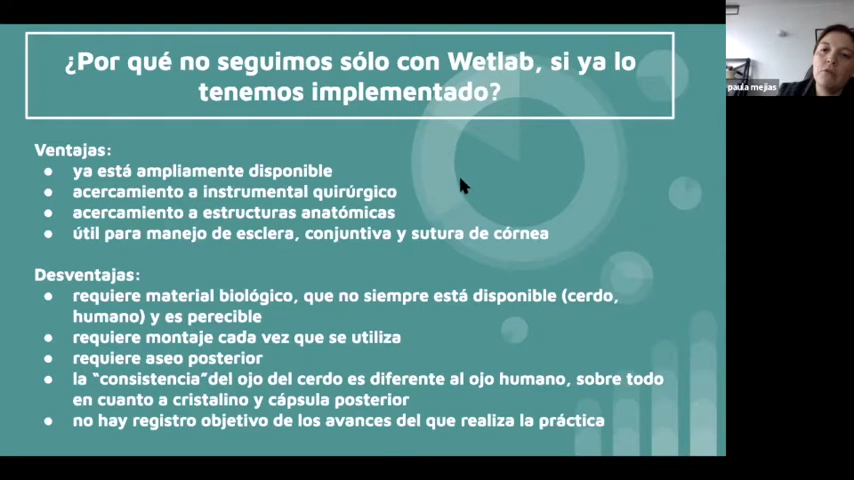 ¿Por qué no seguimos sólo con Wetlab, si ya lo
tenemos implementado?
paula mejias
Ventajas:
● ya está ampliamente disponible
● acercamiento a instrumental quirúrgico
● acercamiento a estructuras anatómicas
● útil para manejo de esclera, conjuntiva y sutura de córnea
Desventajas:
● requiere material biológico, que no siempre está disponible (cerdo,
humano) y es perecible
● requiere montaje cada vez que se utiliza
● requiere aseo posterior
● la “consistencia”del ojo del cerdo es diferente al ojo humano, sobre todo
en cuanto a cristalino y cápsula posterior
● no hay registro objetivo de los avances del que realiza la práctica